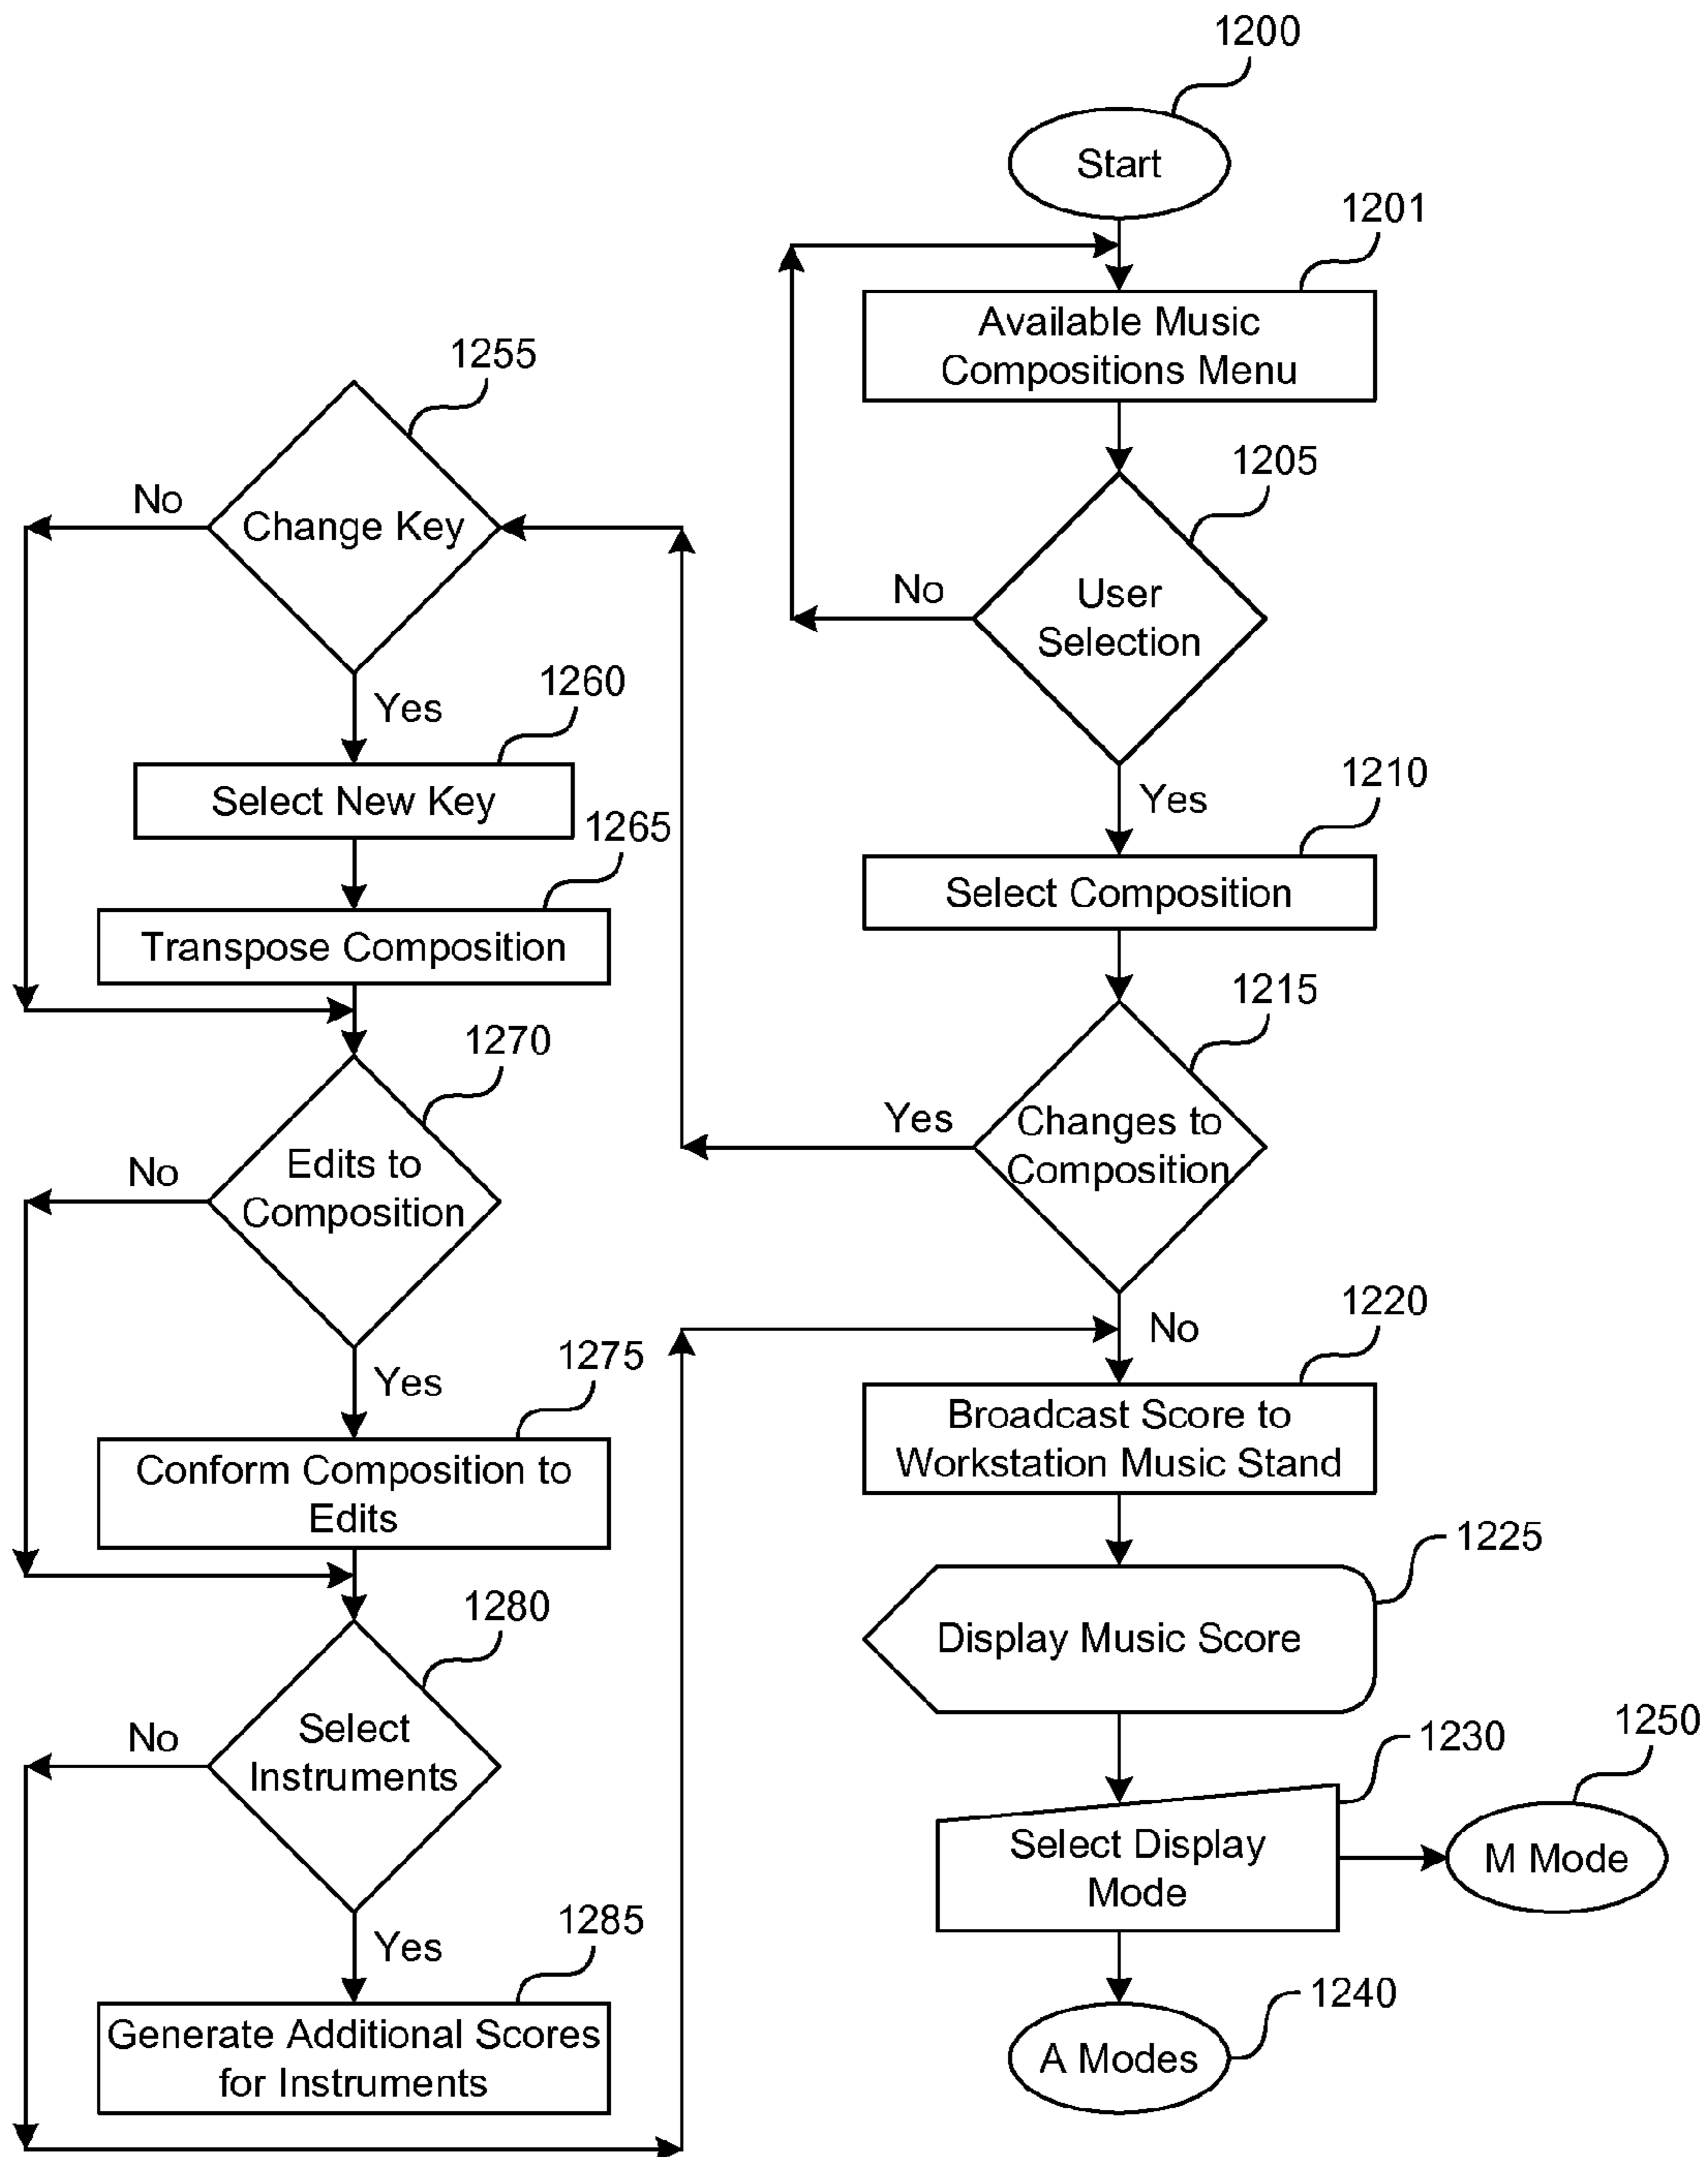 1200
Start
1201
Available Music
Compositions Menu
1205
User
Selection
No
Yes
1210
Select Composition
1215
Changes to
Composition
Yes
No
1220
Broadcast Score to
Workstation Music Stand
1225
Display Music Score
1230
Select Display
Mode
1250
M Mode
1240
A Modes
1255
Change Key
No
Yes
1260
Select New Key
1265
Transpose Composition
1270
Edits to
Composition
No
Yes
1275
Conform Composition to
Edits
1280
Select
Instruments
No
Yes
1285
Generate Additional Scores
for Instruments